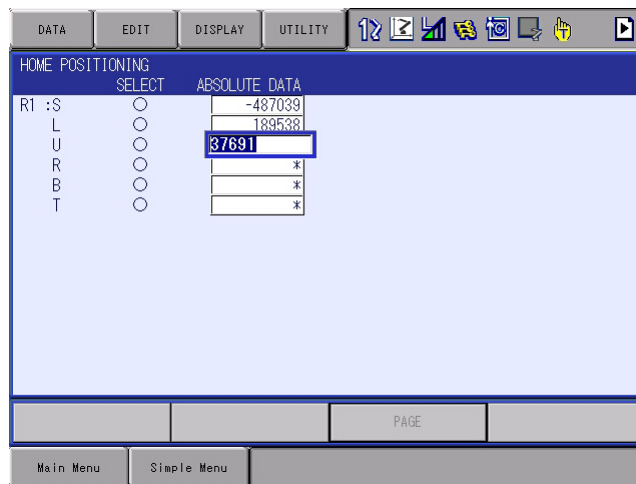 DATA EDIT DISPLAY UTILITY
HOME POSITIONING
SELECT ABSOLUTE DATA
R1 :S -487039
L 189538
U 37691
R *
B *
T *
PAGE
Main Menu Simple Menu